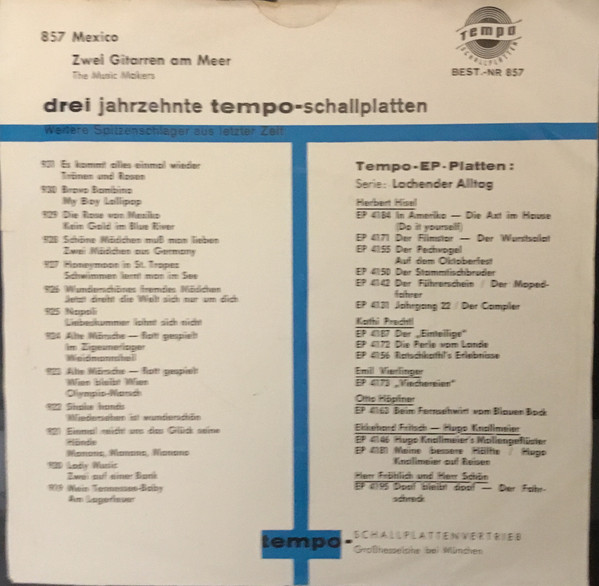 857 Mexico
Zwei Gitarren am Meer
The Music Makers
Tempo
SCHALLPLATTEN
BEST.-NR 857
drei jahrzehnte tempo-schallplatten
Weitere Spitzenschlager aus letzter Zeit
931 Es kommt alles einmal wieder
Tränen und Rosen
930 Bravo Bambina
My Boy Lollipop
929 Die Rose von Mexiko
Kein Gold im Blue River
928 Schöne Mädchen muß man lieben
Zwei Mädchen aus Germany
927 Honeymoon in St. Tropez
Schwimmen lernt man im See
926 Wunderschönes fremdes Mädchen
Jetzt dreht die Welt sich nur um dich
925 Napoli
Liebeskummer lohnt sich nicht
924 Alte Märsche — flott gespielt
Im Zigeunerlager
Weidmannsheil
923 Alte Märsche — flott gespielt
Wien bleibt Wien
Olympia-Marsch
922 Shake hands
Wiedersehen ist wunderschön
921 Einmal reicht uns das Glück seine
Hände
Manana, Manana, Manana
920 Lady Music
Zwei auf einer Bank
919 Mein Tennessee-Baby
Am Lagerfeuer
Tempo-EP-Platten:
Serie: Lachender Alltag
Herbert Hisel
EP 4184 In Amerika — Die Axt im Hause
(Do it yourself)
EP 4171 Der Filmstar — Der Wurstsalat
EP 4155 Der Pechvogel
Auf dem Oktoberfest
EP 4150 Der Stammtischbruder
EP 4142 Der Führerschein / Der Moped-
fahrer
EP 4131 Jahrgang 22 / Der Campler
Kathi Prechtl
EP 4187 Der „Einteilige"
EP 4172 Die Perle vom Lande
EP 4156 Ratschkathl's Erlebnisse
Emil Vierlinger
EP 4173 „Viechereien"
Otto Höpfner
EP 4163 Beim Fernsehwirt vom Blauen Bock
Ekkehard Fritsch — Hugo Knallmeier
EP 4146 Hugo Knallmeier's Mallengeflüster
EP 4181 Meine bessere Hälfte / Hugo
Knallmeier auf Reisen
Herr Fröhlich und Herr Schön
EP 4195 Doof bleibt doof — Der Fahr-
schreck
tempo-SCHALLPLATTENVERTRIEB
Großhesselohe bei München